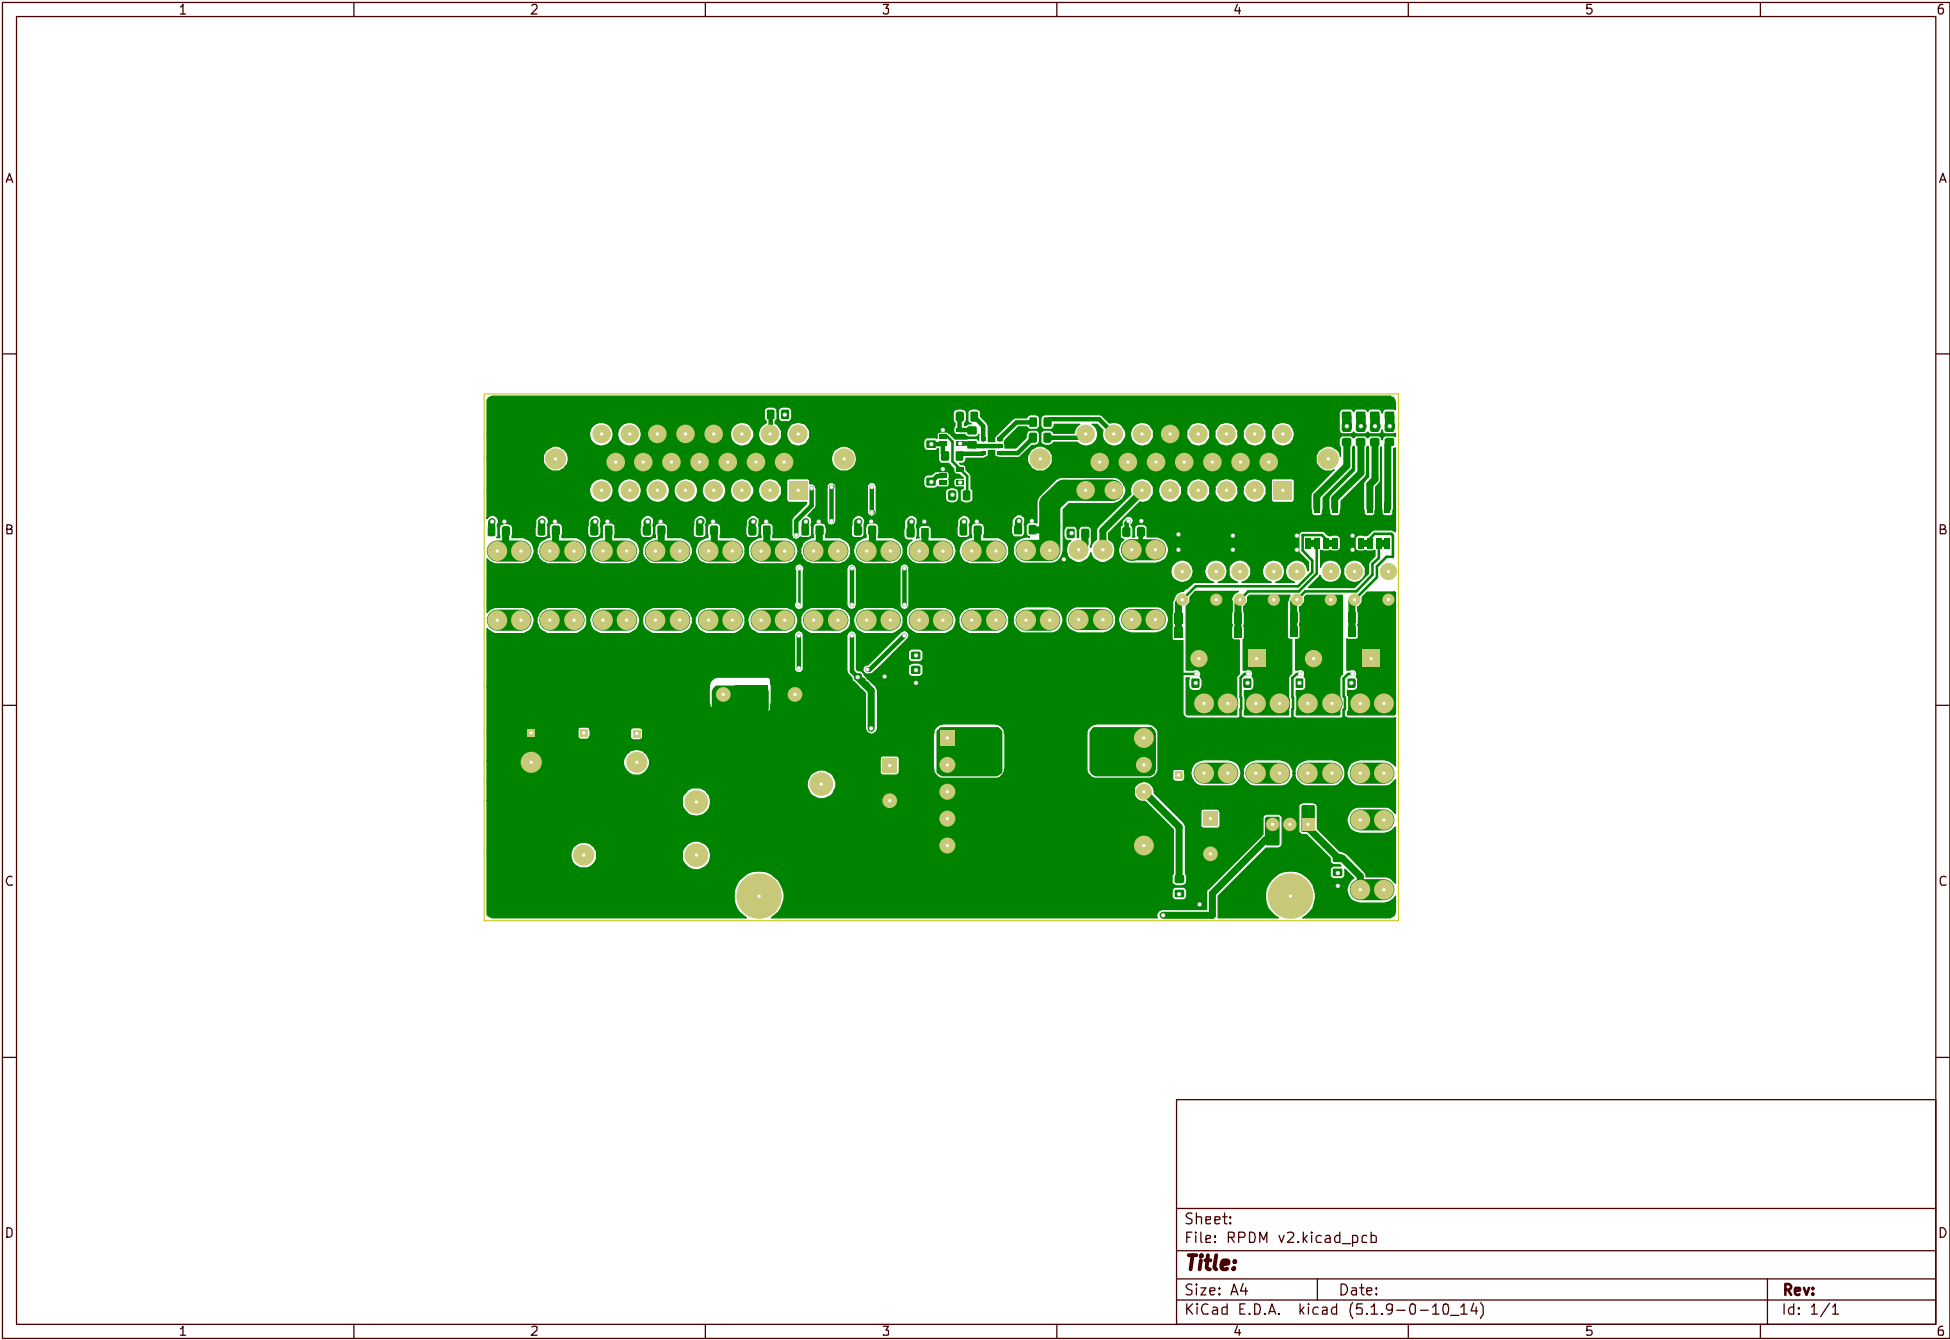 1 2 3 4 5 6
A A
B B
C C
Sheet:
File: RPDM v2.kicad_pcb
D D
Title:
Size: A4 Date: Rev:
KiCad E.D.A. kicad (5.1.9-0-10_14) Id: 1/1
1 2 3 4 5 6